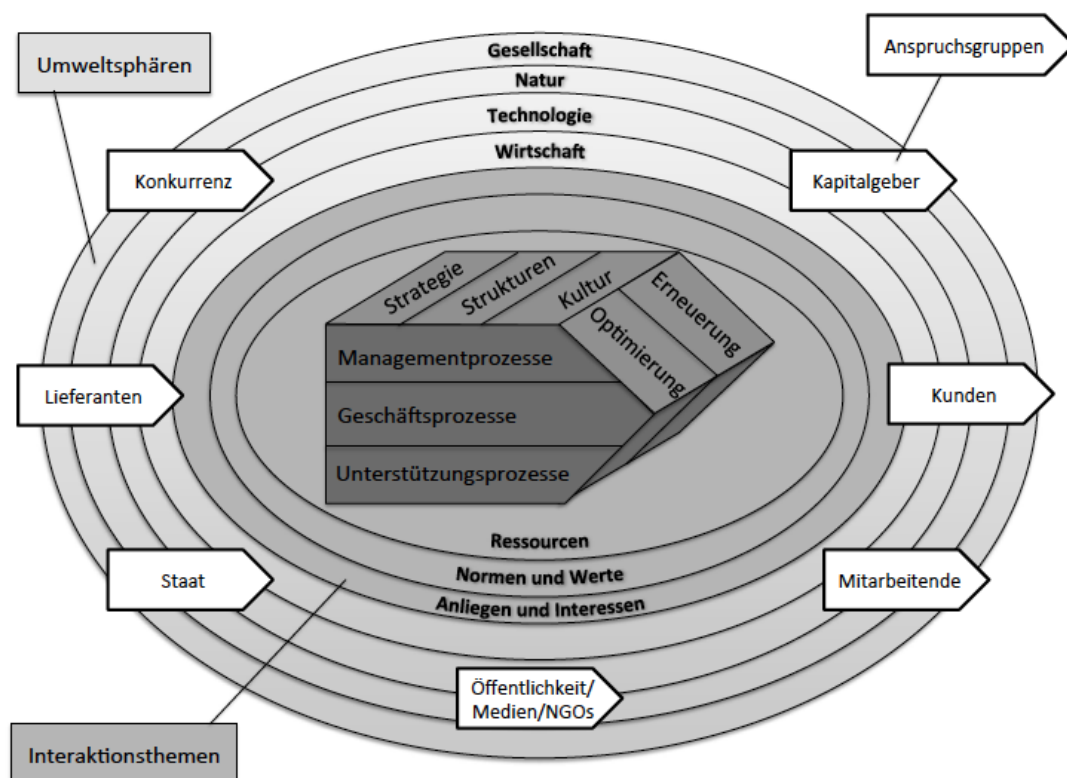 Gesellschaft
Anspruchsgruppen
Umweltsphären
Natur
Technologie
Wirtschaft
Konkurrenz
Kapitalgeber
Strategie
Strukturen
Kultur
Erneuerung
Optimierung
Managementprozesse
Lieferanten
Geschäftsprozesse
Kunden
Unterstützungsprozesse
Ressourcen
Normen und Werte
Staat
Mitarbeitende
Anliegen und Interessen
Öffentlichkeit/
Medien/NGOs
Interaktionsthemen